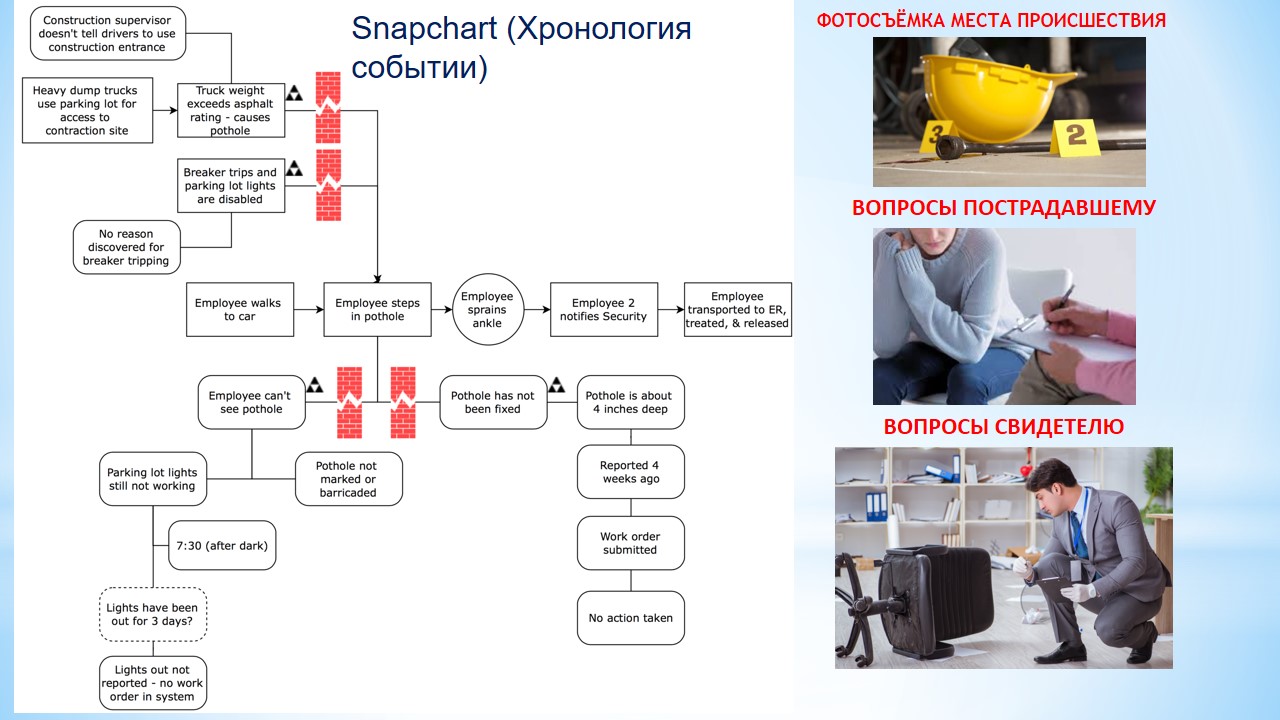 Snapchart (Хронология
событии)
Construction supervisor
doesn't tell drivers to use
construction entrance
Heavy dump trucks
use parking lot for
access to
contraction site
Truck weight
exceeds asphalt
rating - causes
pothole
Breaker trips and
parking lot lights
are disabled
No reason
discovered for
breaker tripping
Employee walks
to car
Employee steps
in pothole
Employee
sprains
ankle
Employee 2
notifies Security
Employee
transported to ER,
treated, & released
Employee can't
see pothole
Pothole has not
been fixed
Pothole is about
4 inches deep
Parking lot lights
still not working
Pothole not
marked or
barricaded
Reported 4
weeks ago
7:30 (after dark)
Work order
submitted
Lights have been
out for 3 days?
No action taken
Lights out not
reported - no work
order in system
ФОТОСЪЁМКА МЕСТА ПРОИСШЕСТВИЯ
3
2
ВОПРОСЫ ПОСТРАДАВШЕМУ
ВОПРОСЫ СВИДЕТЕЛЮ